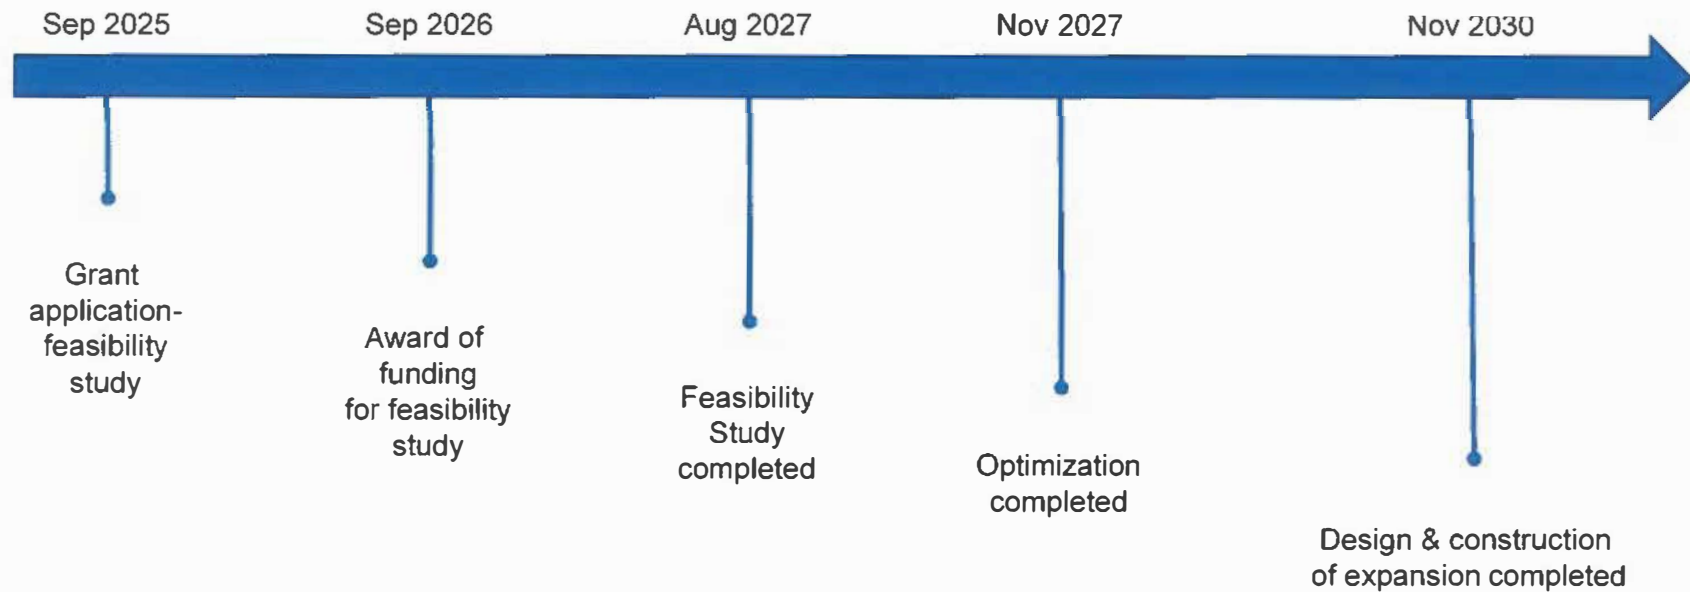 Sep 2025
Sep 2026
Aug 2027
Nov 2027
Nov 2030
Grant
application-
feasibility
study
Award of
funding
for feasibility
study
Feasibility
Study
completed
Optimization
completed
Design & construction
of expansion completed